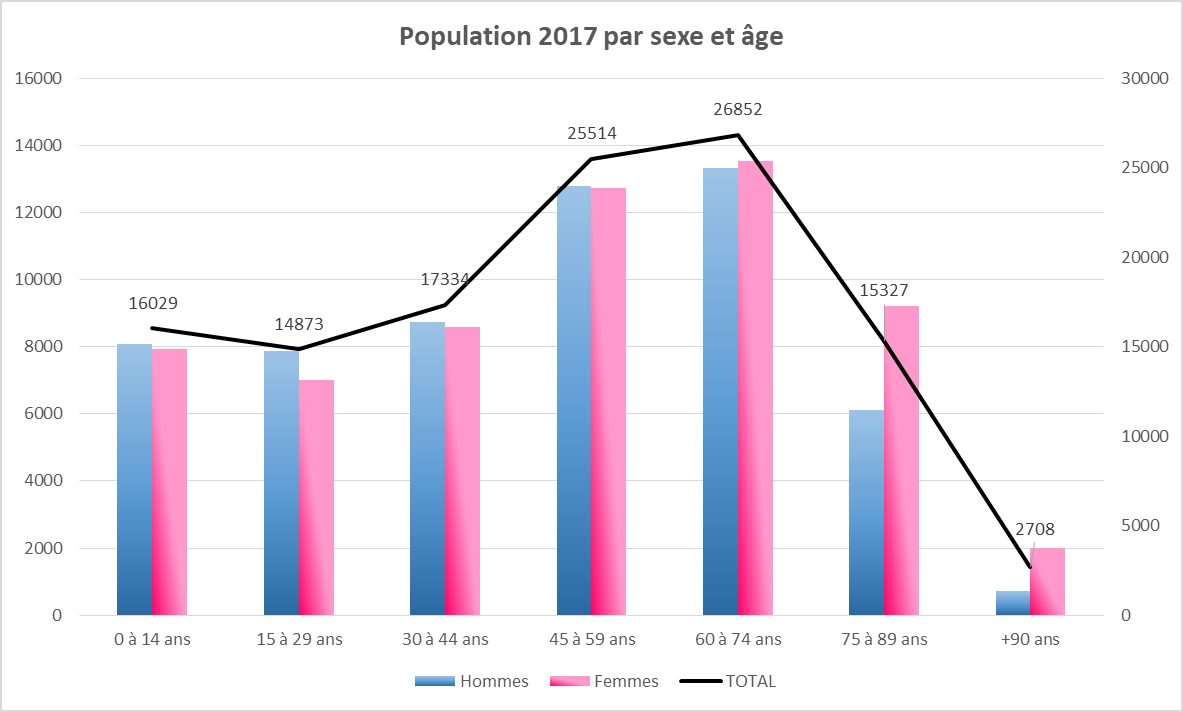 Population 2017 par sexe et âge
16000
14000
12000
10000
8000
6000
4000
2000
0
30000
25000
20000
15000
10000
5000
0
16029
14873
17334
25514
26852
15327
2708
0 à 14 ans
15 à 29 ans
30 à 44 ans
45 à 59 ans
60 à 74 ans
75 à 89 ans
+90 ans
Hommes
Femmes
TOTAL